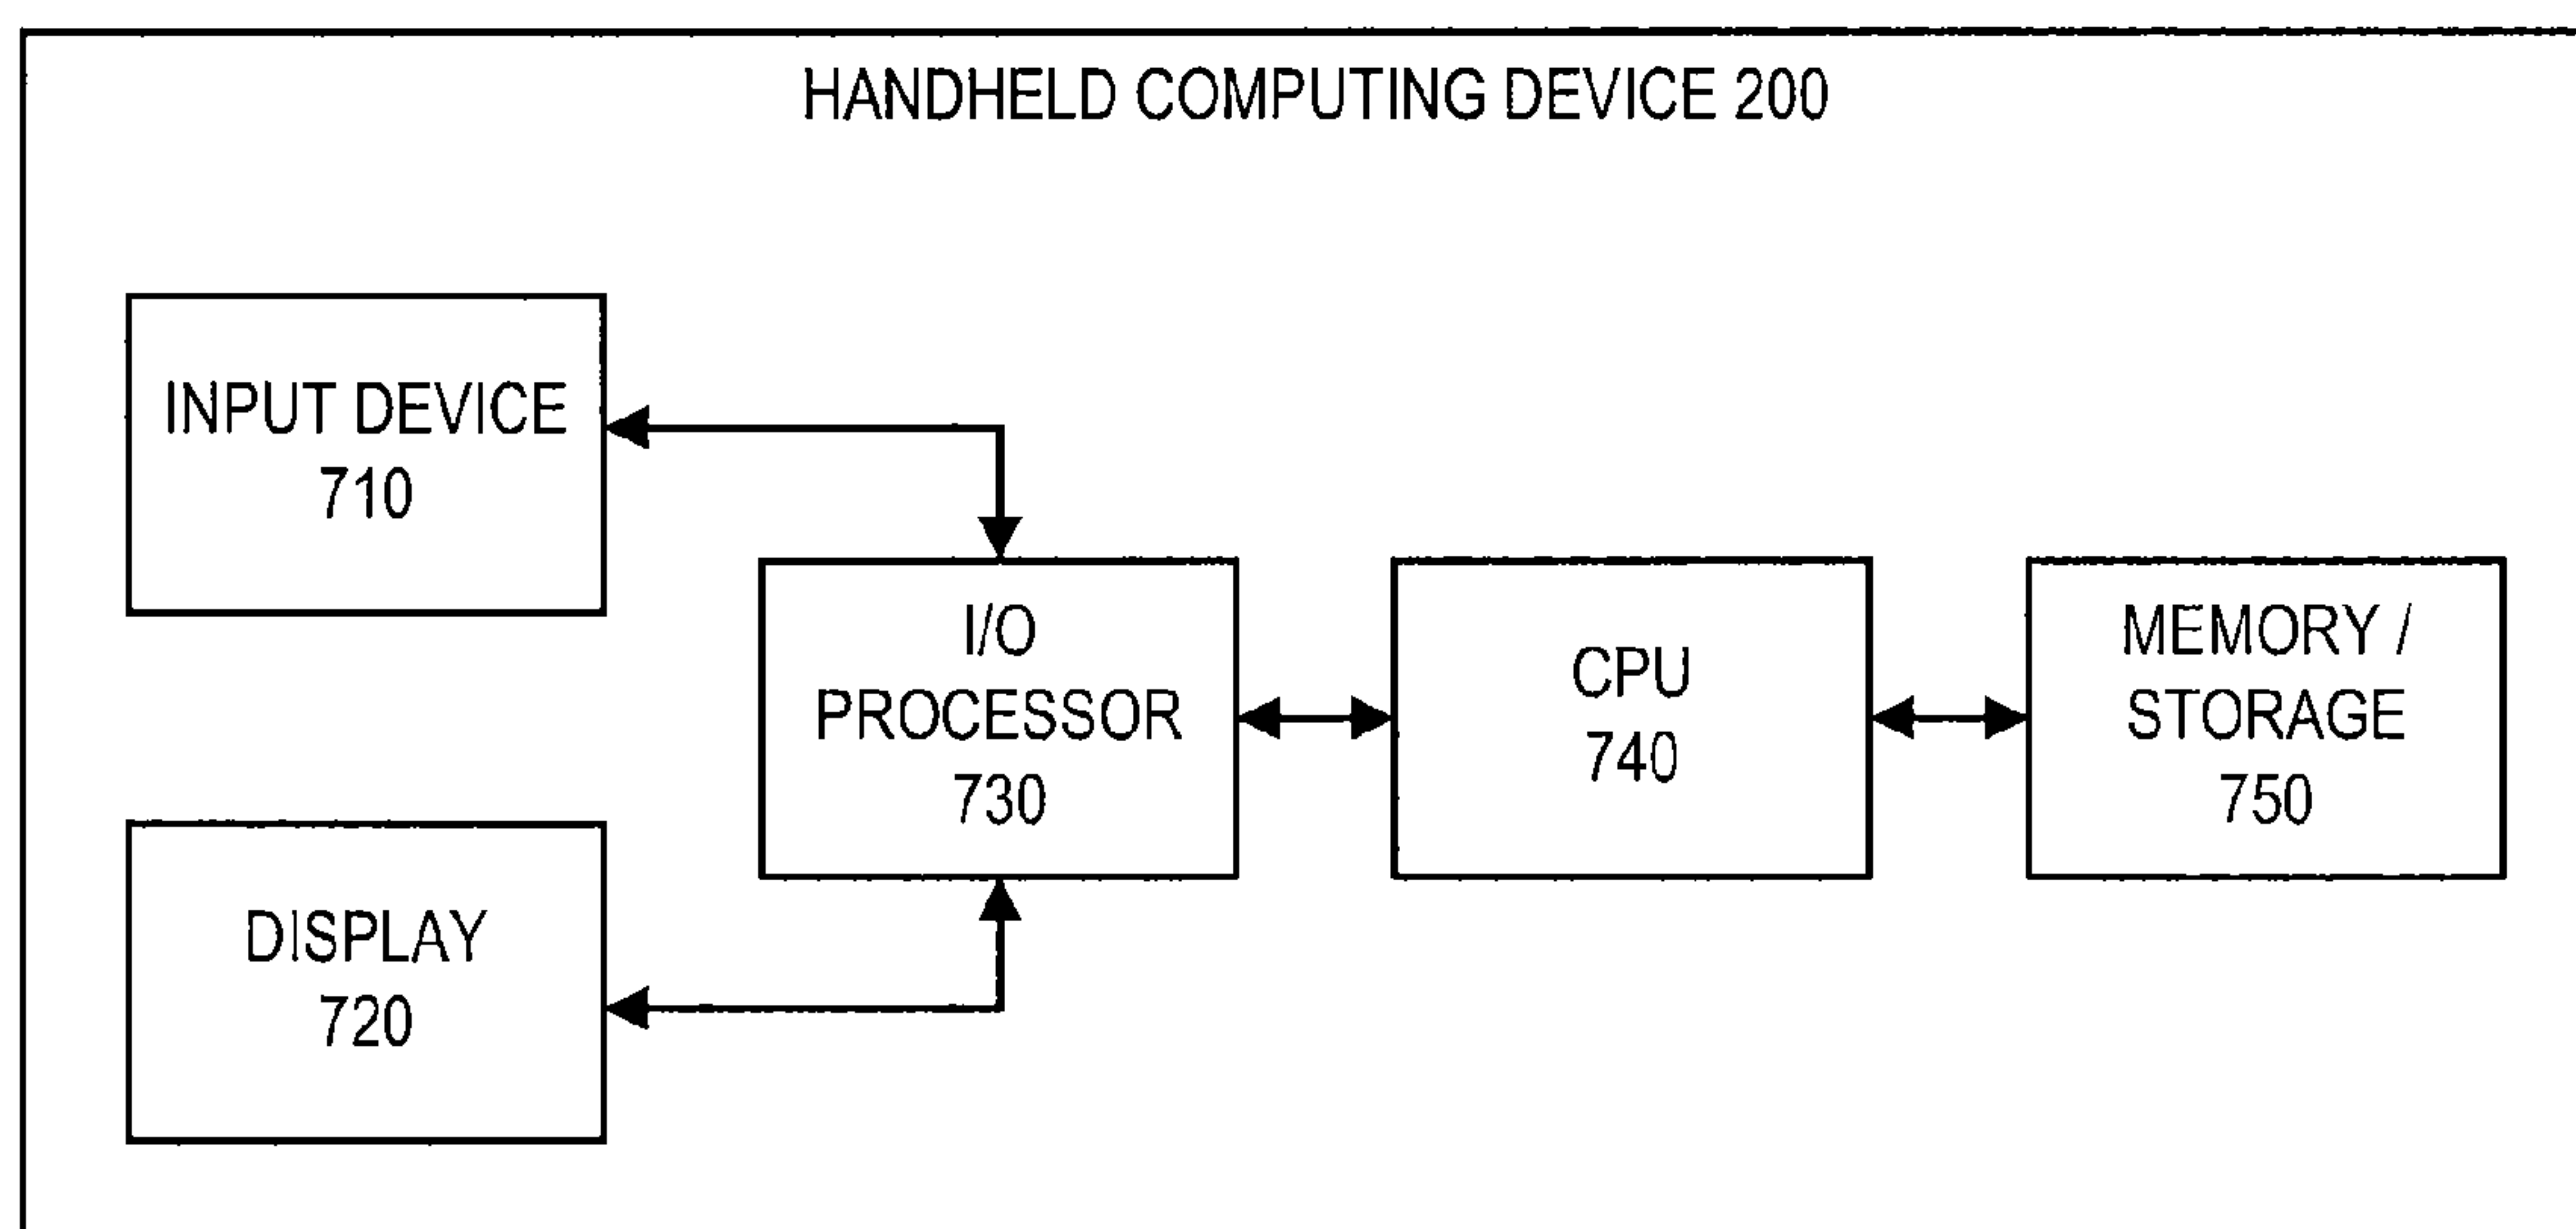 HANDHELD COMPUTING DEVICE 200
INPUT DEVICE
710
I/O
PROCESSOR
730
CPU
740
MEMORY /
STORAGE
750
DISPLAY
720